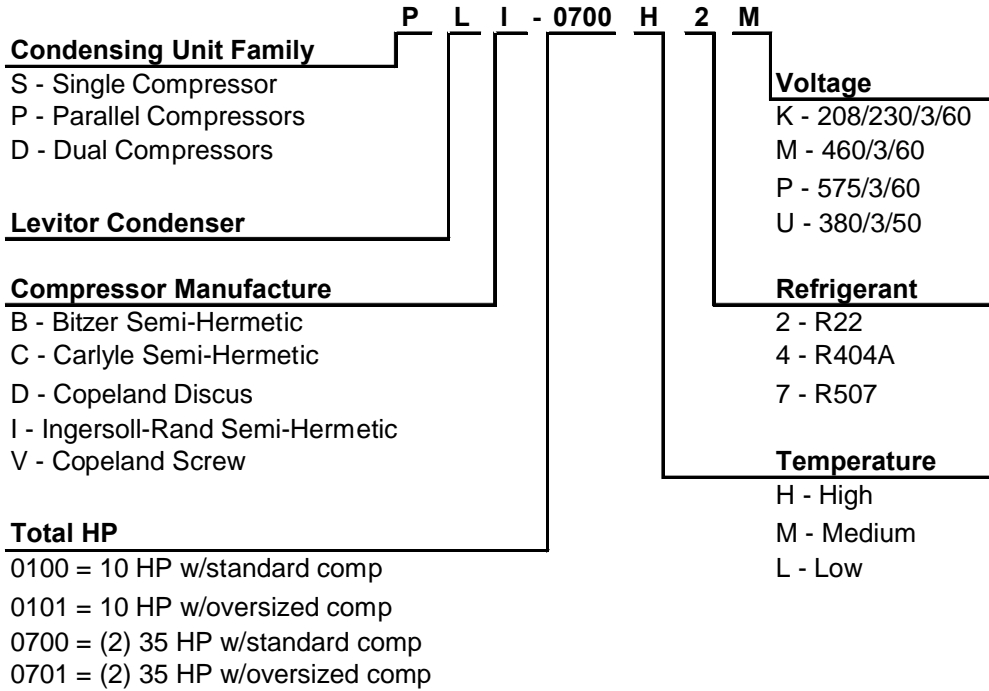 P L I - 0700 H 2 M
Condensing Unit Family
S - Single Compressor
P - Parallel Compressors
D - Dual Compressors
Levitor Condenser
Compressor Manufacture
B - Bitzer Semi-Hermetic
C - Carlyle Semi-Hermetic
D - Copeland Discus
I - Ingersoll-Rand Semi-Hermetic
V - Copeland Screw
Total HP
0100 = 10 HP w/standard comp
0101 = 10 HP w/oversized comp
0700 = (2) 35 HP w/standard comp
0701 = (2) 35 HP w/oversized comp
Voltage
K - 208/230/3/60
M - 460/3/60
P - 575/3/60
U - 380/3/50
Refrigerant
2 - R22
4 - R404A
7 - R507
Temperature
H - High
M - Medium
L - Low